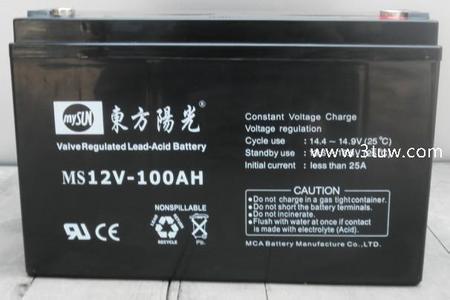 mySUN
東方陽光®
Valve Regulated Lead-Acid Battery
MS12V-100AH
NONSPILLABLE
LEAD
RECYCLE
Pb
Constant Voltage Charge
Voltage regulation
Cycle use : 14.4 ~ 14.9V (25°C)
Standby use :
www.3tuw.com
Initial current : less than 25A
CAUTION
●Do not charge in a gas tight container.
●Do not short the battery terminals.
●Do not incinerate.
●Flush with water at once if contact
is made with electrolyte (Acid).
MCA Battery Manufacture Co.,LTD.